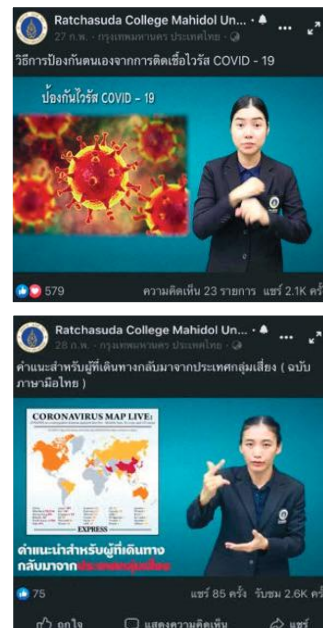 Ratchasuda College Mahidol Un...
27 ก.พ. · กรุงเทพมหานคร ประเทศไทย ·
วิธีการป้องกันตนเองจากการติดเชื้อไวรัส COVID - 19
ป้องกันไวรัส COVID - 19
579
ความคิดเห็น 23 รายการ แชร์ 2.1K ครั้
Ratchasuda College Mahidol Un...
28 ก.พ. · กรุงเทพมหานคร ประเทศไทย ·
คำแนะสำหรับผู้ที่เดินทางกลับมาจากประเทศกลุ่มเสี่ยง ( ฉบับ
ภาษามือไทย )
CORONAVIRUS MAP LIVE:
EXPRESS
คำแนะนำสำหรับผู้ที่เดินทาง
กลับมาจากประเทศกลุ่มเสี่ยง
75
แชร์ 85 ครั้ง รับชม 2.6K ครั้
ถูกใจ
แสดงความคิดเห็น
แชร์